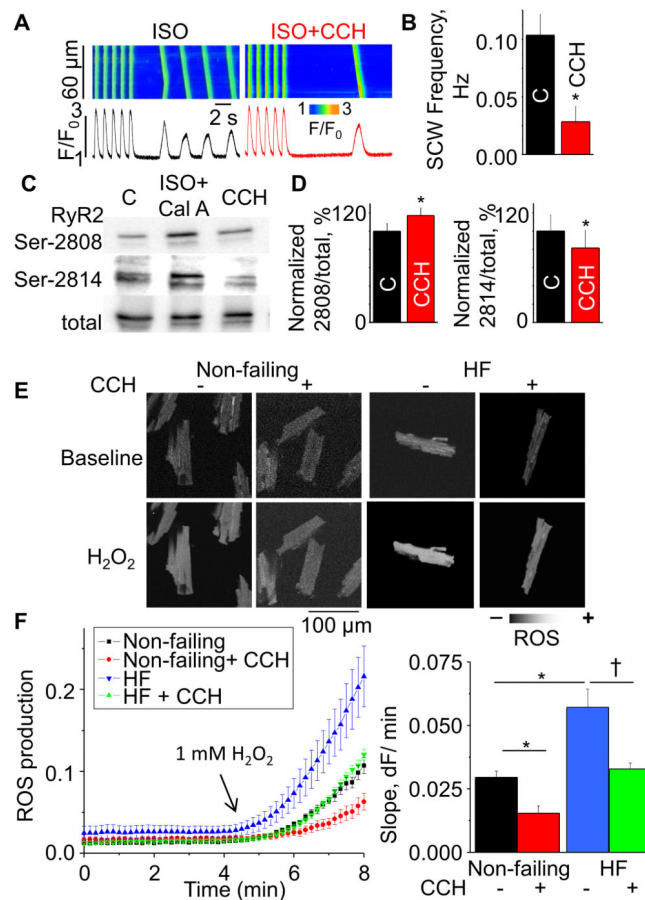 A
ISO
ISO+CCH
60 µm
F/F0
3
1
2 s
1 3
F/F0
B
SCW Frequency, Hz
0.10
0.05
0.00
C
CCH
*
C
C
ISO+
Cal A
CCH
RyR2
Ser-2808
Ser-2814
total
D
Normalized
2808/total, %
120
0
C
CCH
*
Normalized
2814/total, %
120
0
C
CCH
*
E
Non-failing
HF
CCH - + - +
Baseline
H2O2
100 µm
– +
ROS
F
Non-failing
Non-failing+ CCH
HF
HF + CCH
ROS production
0.2
0.1
0.0
1 mM H2O2
0 2 4 6 8
Time (min)
Slope, dF/ min
0.075
0.050
0.025
0.000
*
*
†
Non-failing HF
CCH - + - +